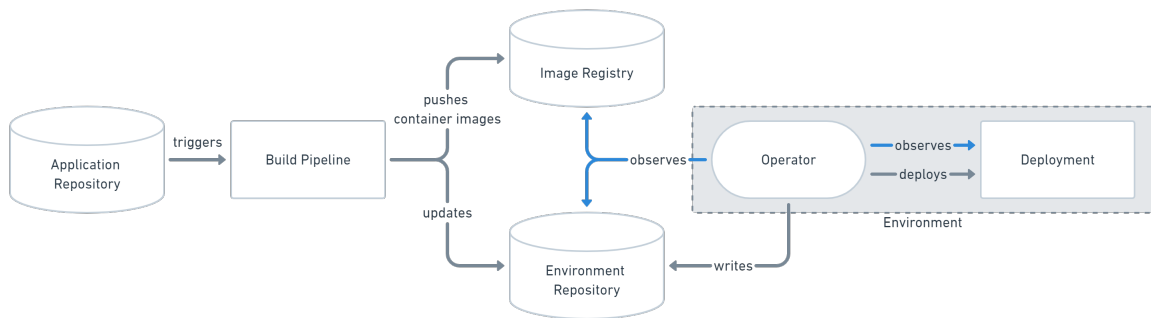 Application
Repository
triggers
Build Pipeline
pushes
container images
updates
Image Registry
Environment
Repository
observes
writes
Operator
observes
deploys
Deployment
Environment